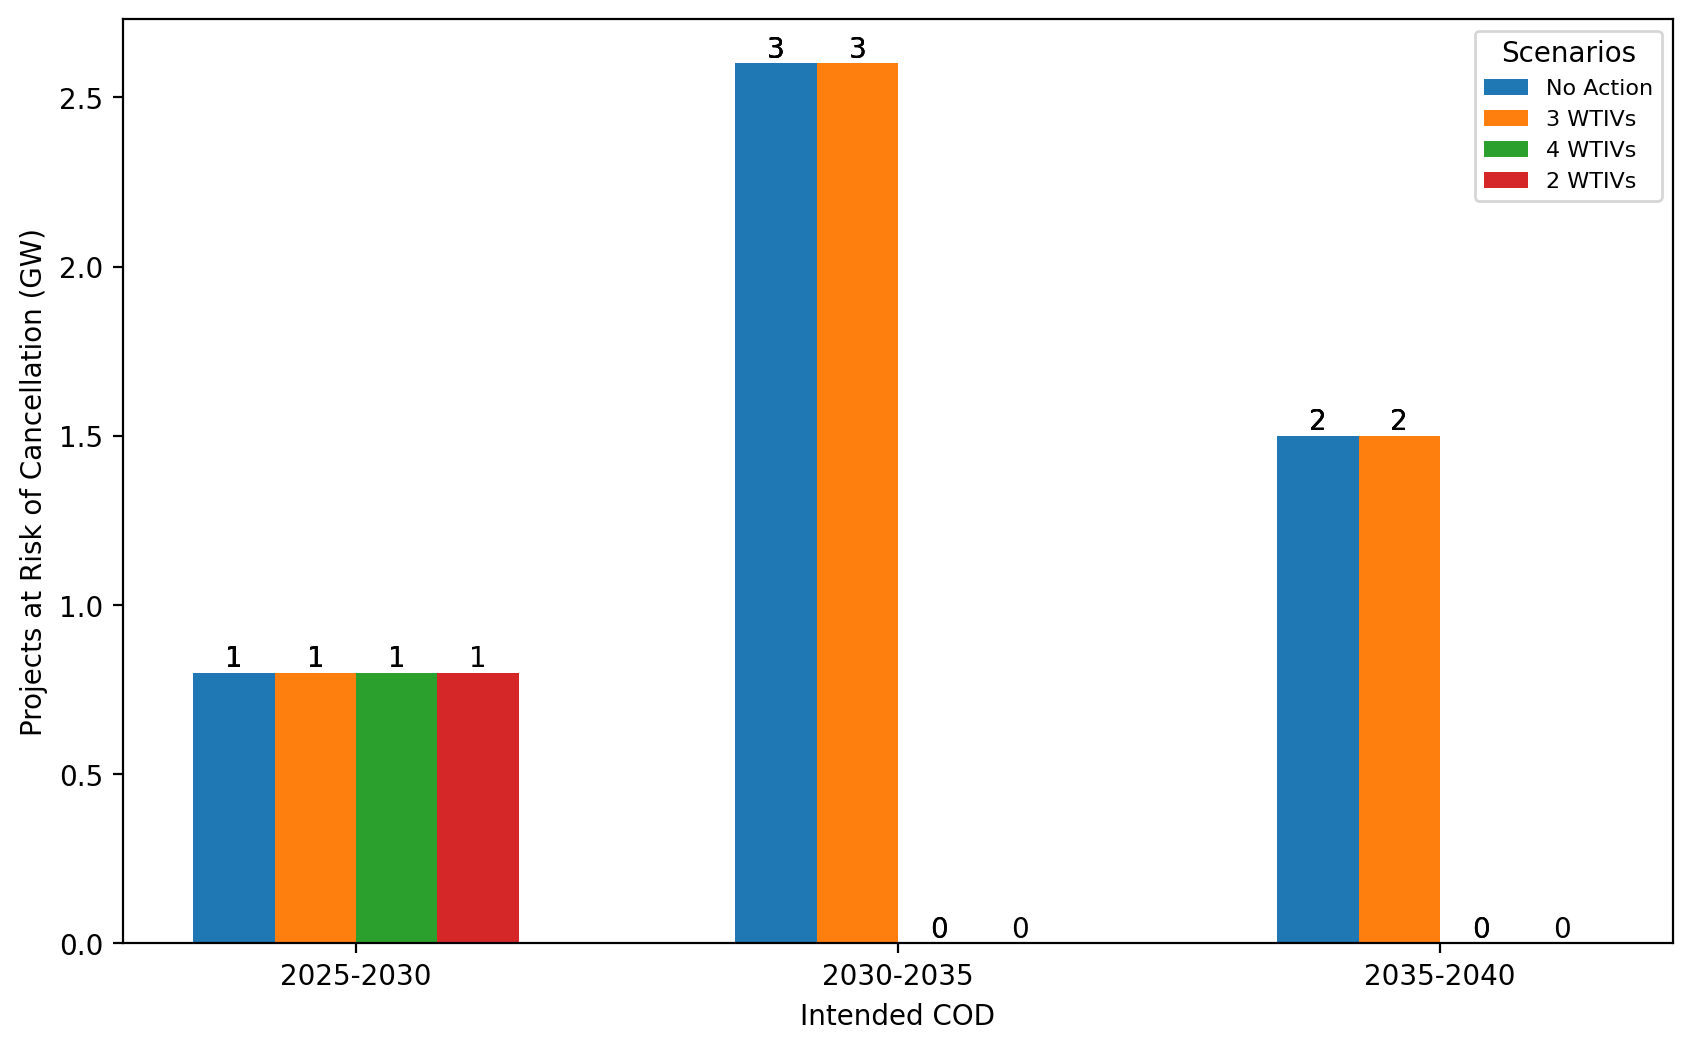 3 3
Scenarios
No Action
3 WTIVs
4 WTIVs
2 WTIVs
2.5
2.0
1.5
1.0
0.5
0.0
Projects at Risk of Cancellation (GW)
2 2
1 1 1 1
0 0
0 0
2025-2030
2030-2035
2035-2040
Intended COD